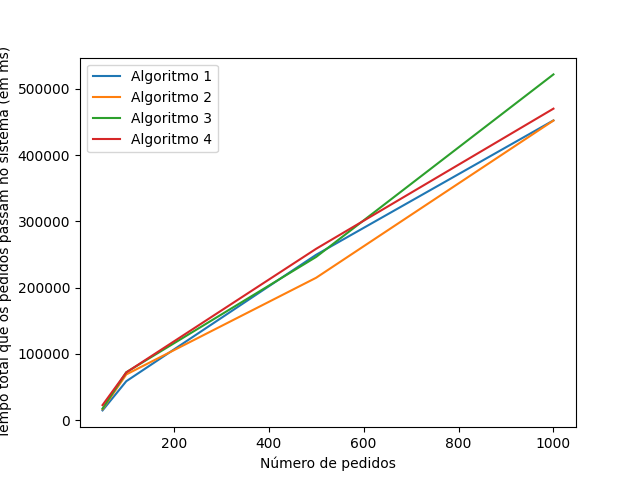 Tempo total que os pedidos passam no sistema (em ms)
Algoritmo 1
Algoritmo 2
Algoritmo 3
Algoritmo 4
500000
400000
300000
200000
100000
0
200
400
600
800
1000
Número de pedidos